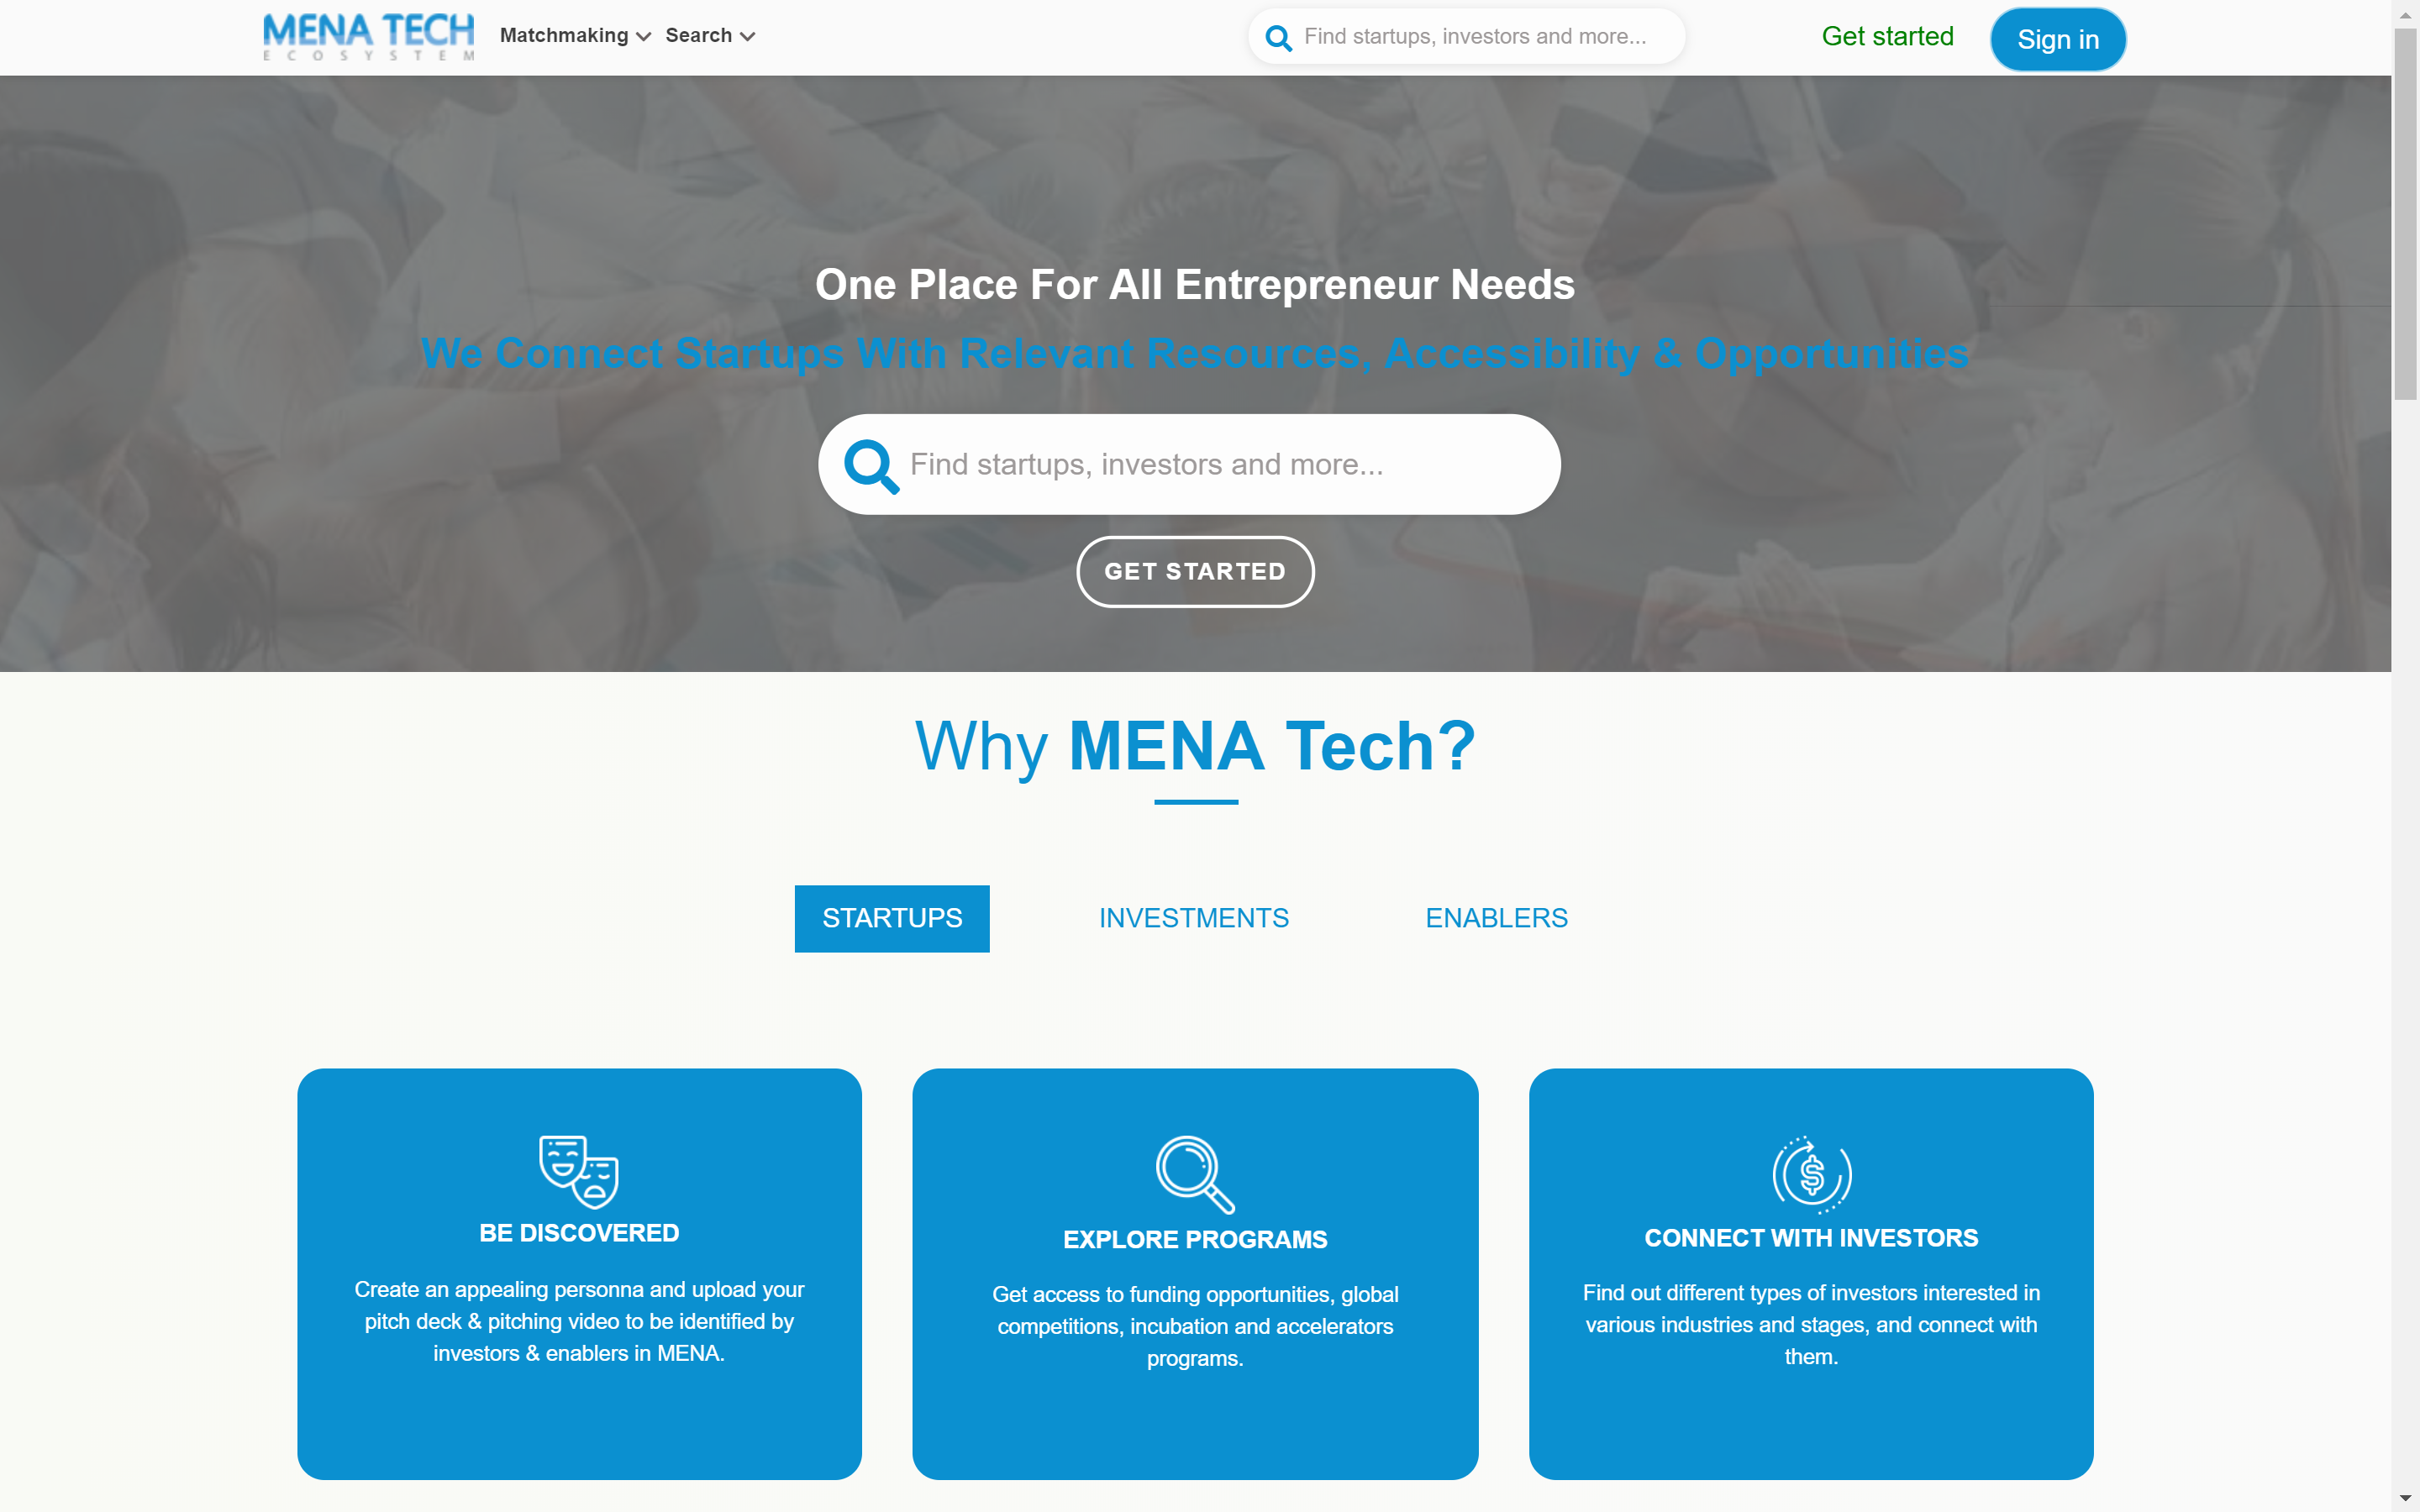 MENA TECH
ECOSYSTEM
Matchmaking
Search
Find startups, investors and more...
Get started
Sign in
One Place For All Entrepreneur Needs
We Connect Startups With Relevant Resources, Accessibility & Opportunities
Find startups, investors and more...
GET STARTED
Why MENA Tech?
STARTUPS
INVESTMENTS
ENABLERS
BE DISCOVERED
Create an appealing personna and upload your
pitch deck & pitching video to be identified by
investors & enablers in MENA.
EXPLORE PROGRAMS
Get access to funding opportunities, global
competitions, incubation and accelerators
programs.
CONNECT WITH INVESTORS
Find out different types of investors interested in
various industries and stages, and connect with
them.